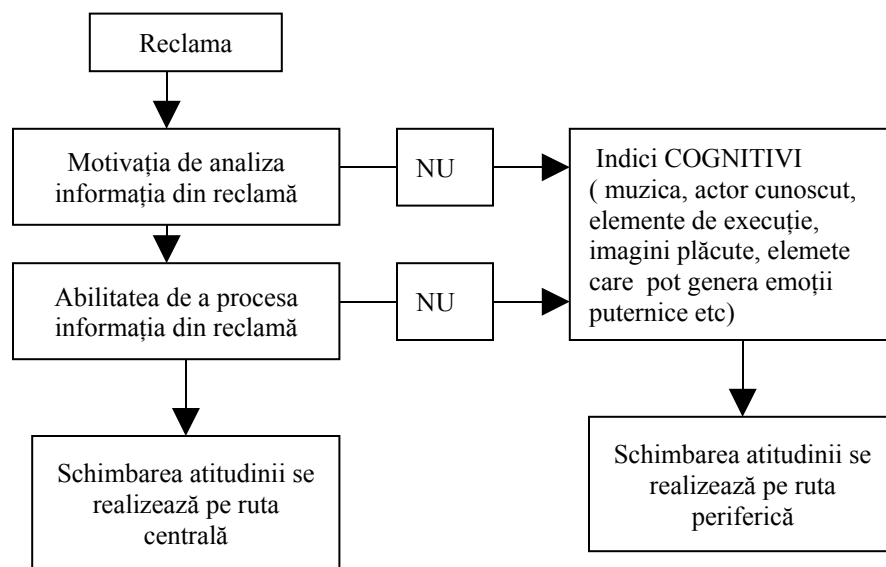 Reclama
Motivația de analiza
informația din reclamă
NU
Indici COGNITIVI
( muzica, actor cunoscut,
elemente de execuție,
imagini plăcute, elemete
care pot genera emoții
puternice etc)
Abilitatea de a procesa
informația din reclamă
NU
Schimbarea atitudinii se
realizează pe ruta
centrală
Schimbarea atitudinii se
realizează pe ruta
periferică